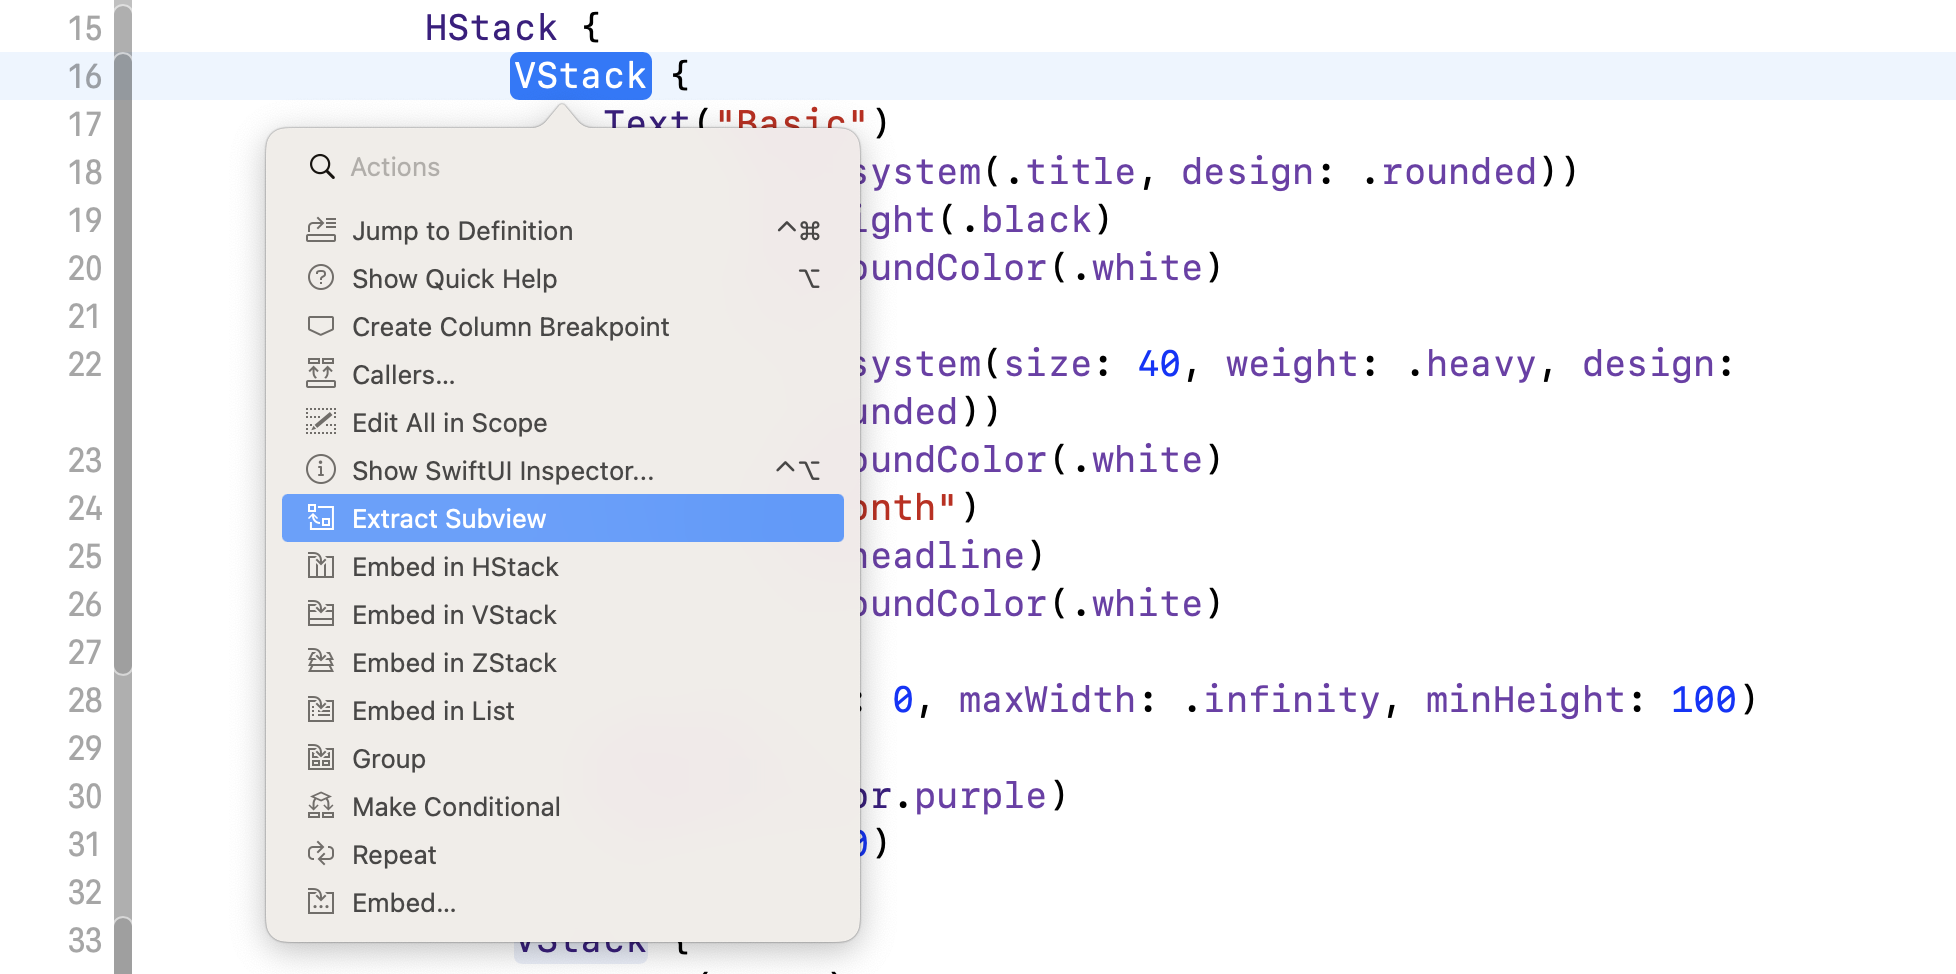 15 HStack {
16 VStack {
17 Text("Basic")
18 system(.title, design: .rounded))
19 ight(.black)
20 oundColor(.white)
21
22 system(size: 40, weight: .heavy, design:
unded))
23 oundColor(.white)
24 onth")
25 headline)
26 oundColor(.white)
27
28 : 0, maxWidth: .infinity, minHeight: 100)
29
30 or.purple)
31 0)
32
33 VStack {
Actions
Jump to Definition ^⌘
Show Quick Help ⌥
Create Column Breakpoint
Callers...
Edit All in Scope
Show SwiftUI Inspector... ^⌥
Extract Subview
Embed in HStack
Embed in VStack
Embed in ZStack
Embed in List
Group
Make Conditional
Repeat
Embed...